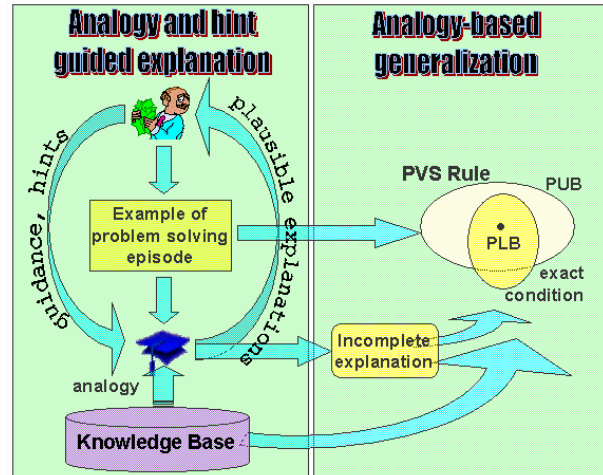 Analogy and hint
guided explanation
guidance, hints
plausible explanations
Example of
problem solving
episode
analogy
Knowledge Base
Analogy-based
generalization
PVS Rule
PUB
PLB
exact
condition
Incomplete
explanation